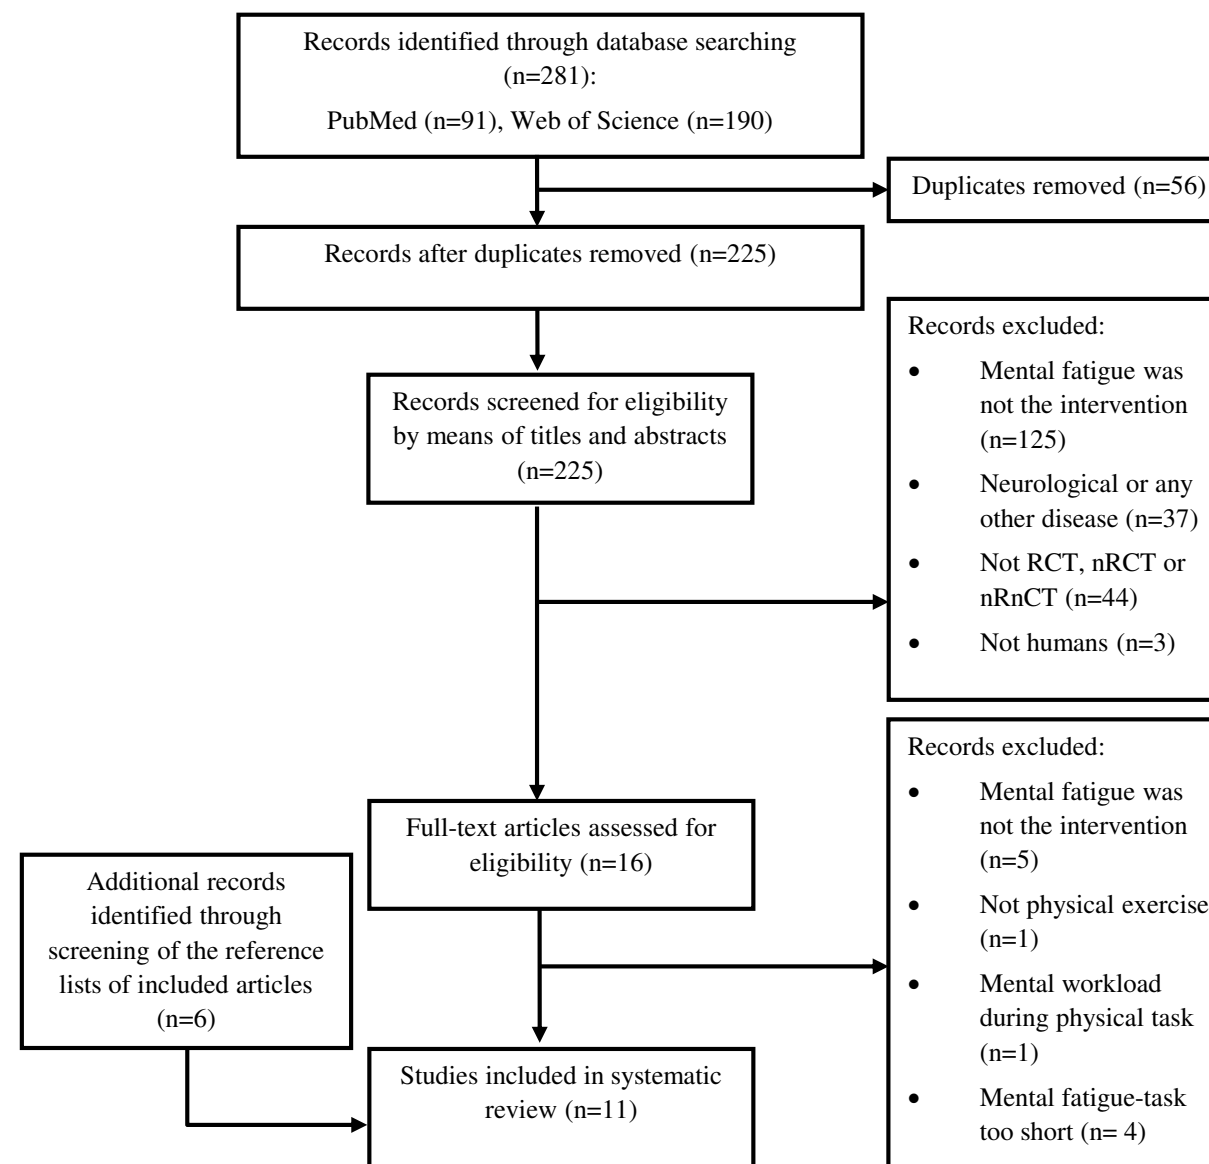 Records identified through database searching
(n=281):
PubMed (n=91), Web of Science (n=190)
Duplicates removed (n=56)
Records after duplicates removed (n=225)
Records screened for eligibility
by means of titles and abstracts
(n=225)
Records excluded:
• Mental fatigue was
not the intervention
(n=125)
• Neurological or any
other disease (n=37)
• Not RCT, nRCT or
nRnCT (n=44)
• Not humans (n=3)
Full-text articles assessed for
eligibility (n=16)
Records excluded:
• Mental fatigue was
not the intervention
(n=5)
• Not physical exercise
(n=1)
• Mental workload
during physical task
(n=1)
• Mental fatigue-task
too short (n= 4)
Additional records
identified through
screening of the reference
lists of included articles
(n=6)
Studies included in systematic
review (n=11)